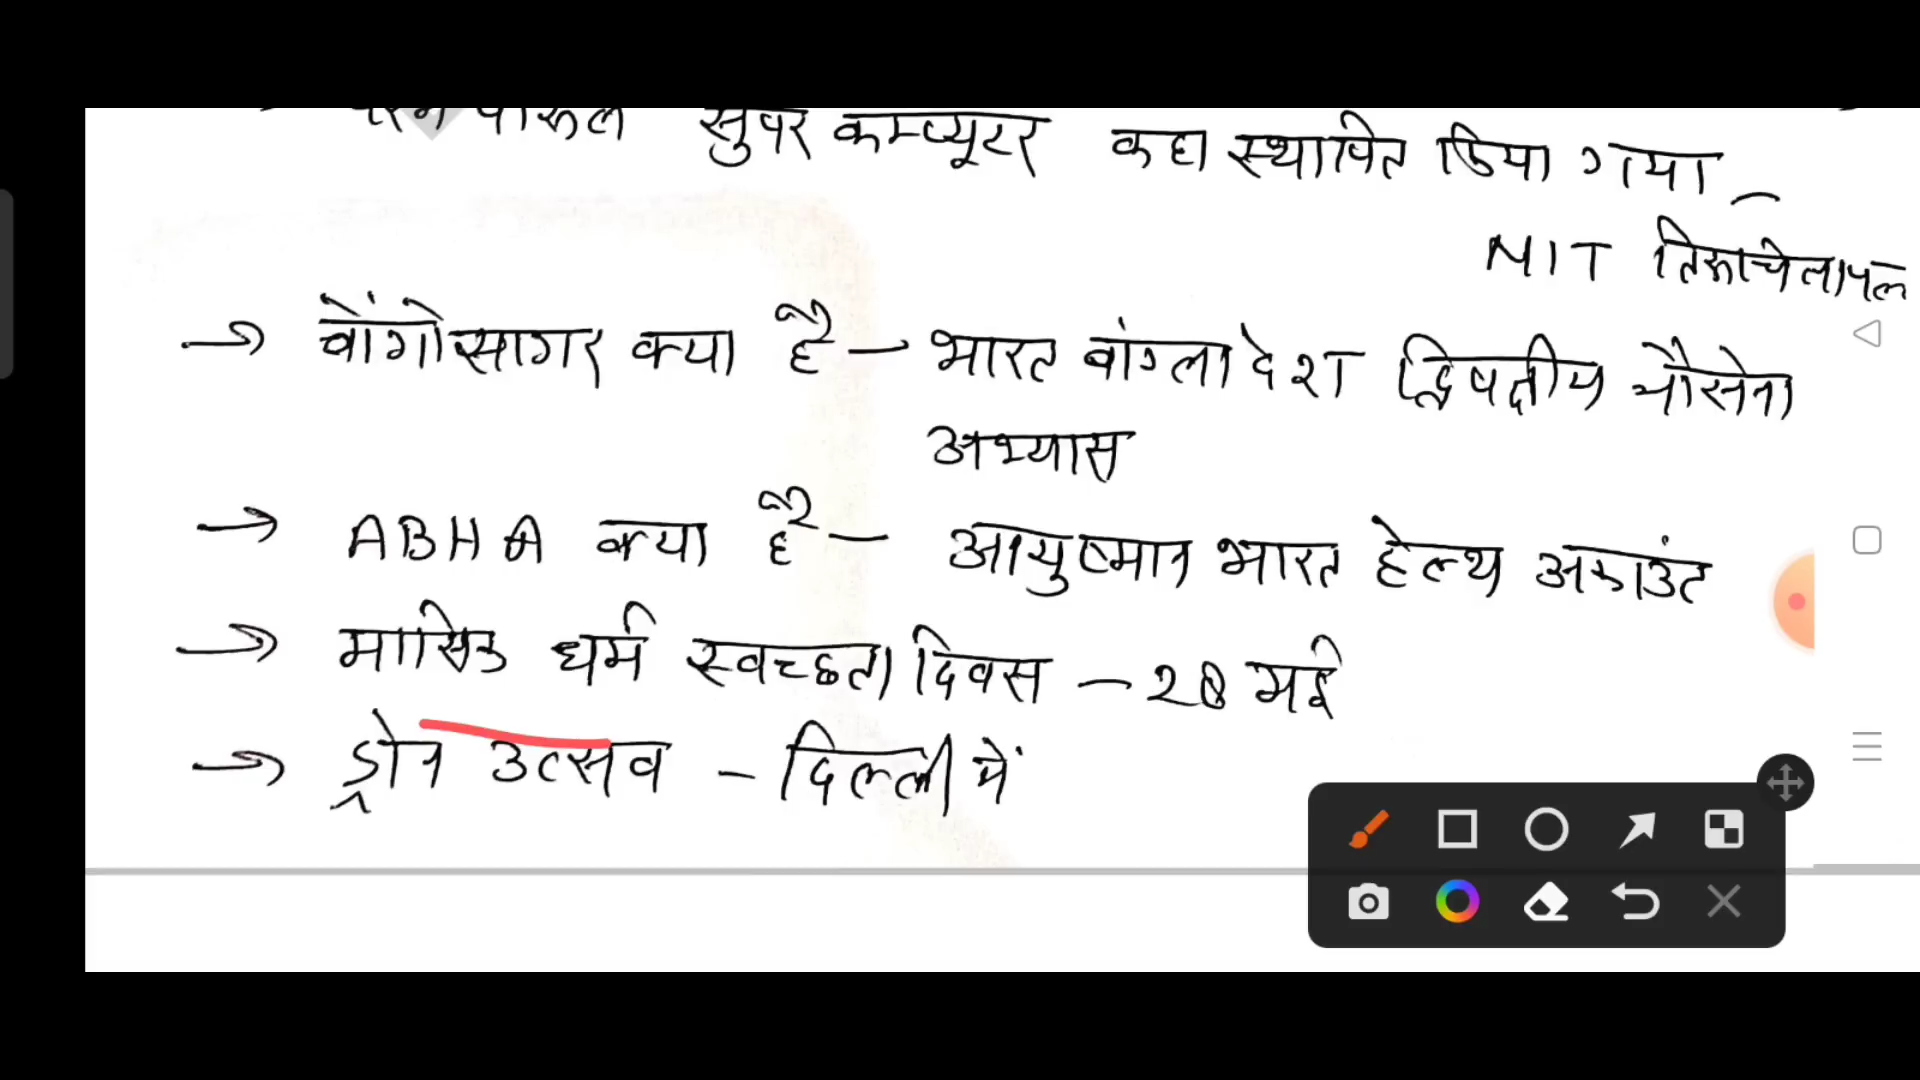 सुपर कम्प्यूटर कहा स्थापित किया गया –
NIT
→ बोंगोसागर क्या है – भारत बांग्लादेश द्विपक्षीय नौसेना
अभ्यास
→ ABHA क्या है – आयुष्मान भारत हेल्थ अकाउंट
→ मासिक धर्म स्वच्छता दिवस – 28 मई
→ ड्रोन उत्सव – दिल्ली में